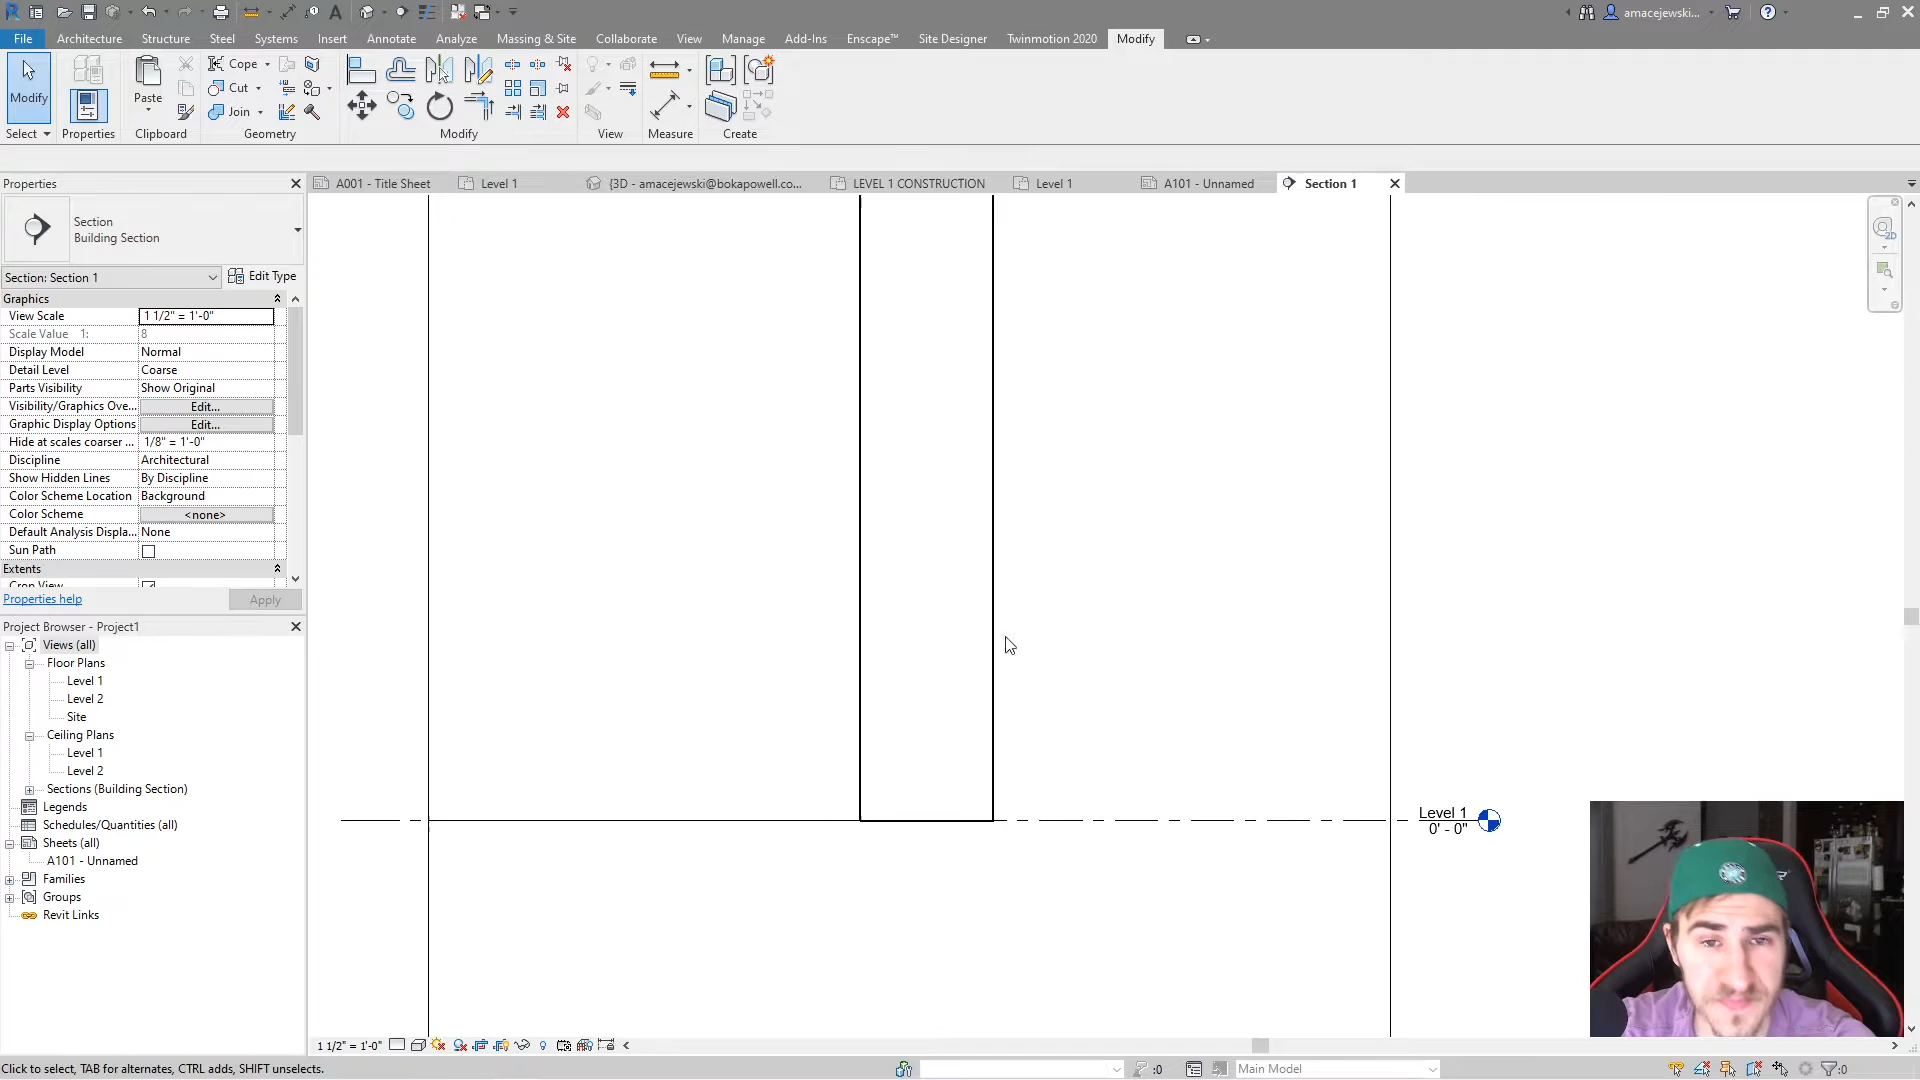 amacejewski...
File Architecture Structure Steel Systems Insert Annotate Analyze Massing & Site Collaborate View Manage Add-Ins Enscape™ Site Designer Twinmotion 2020 Modify
Cope
Modify Paste Cut
Join
Select Properties Clipboard Geometry Modify View Measure Create
Properties
A001 - Title Sheet Level 1 {3D - amacejewski@bokapowell.co... LEVEL 1 CONSTRUCTION Level 1 A101 - Unnamed Section 1
Section
Building Section
2D
Section: Section 1 Edit Type
Graphics
View Scale 1 1/2" = 1'-0"
Scale Value 1: 8
Display Model Normal
Detail Level Coarse
Parts Visibility Show Original
Visibility/Graphics Ove... Edit...
Graphic Display Options Edit...
Hide at scales coarser ... 1/8" = 1'-0"
Discipline Architectural
Show Hidden Lines By Discipline
Color Scheme Location Background
Color Scheme <none>
Default Analysis Displa... None
Sun Path
Extents
Crop View
Properties help Apply
Project Browser - Project1
Views (all)
Floor Plans
Level 1
Level 2
Site
Ceiling Plans
Level 1
Level 2
Sections (Building Section)
Legends
Schedules/Quantities (all)
Sheets (all)
A101 - Unnamed
Families
Groups
Revit Links
Level 1
0' - 0"
1 1/2" = 1'-0"
Click to select, TAB for alternates, CTRL adds, SHIFT unselects.
:0
Main Model
:0